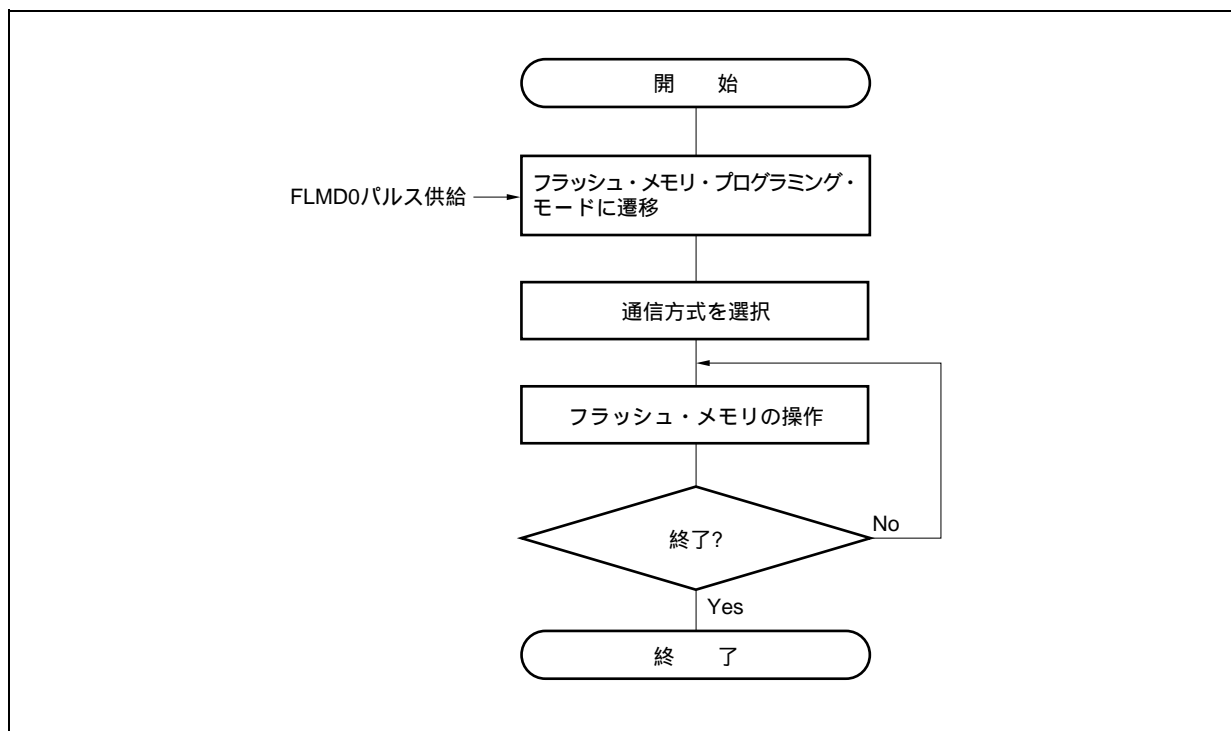 開　始
FLMD0パルス供給
フラッシュ・メモリ・プログラミング・
モードに遷移
通信方式を選択
フラッシュ・メモリの操作
終了?
No
Yes
終　了